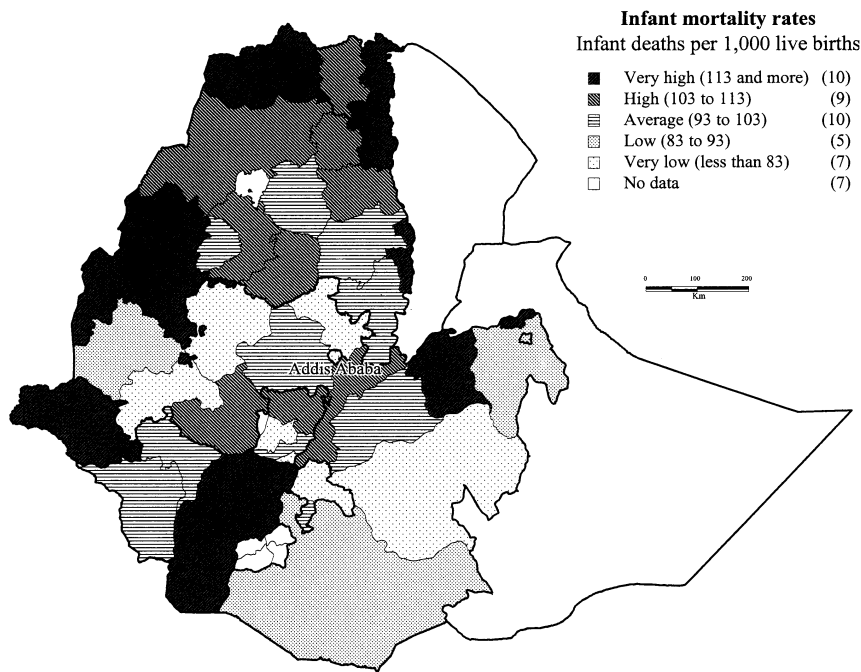 Infant mortality rates
Infant deaths per 1,000 live births
Very high (113 and more) (10)
High (103 to 113) (9)
Average (93 to 103) (10)
Low (83 to 93) (5)
Very low (less than 83) (7)
No data (7)
0 100 200
Km
Addis Ababa